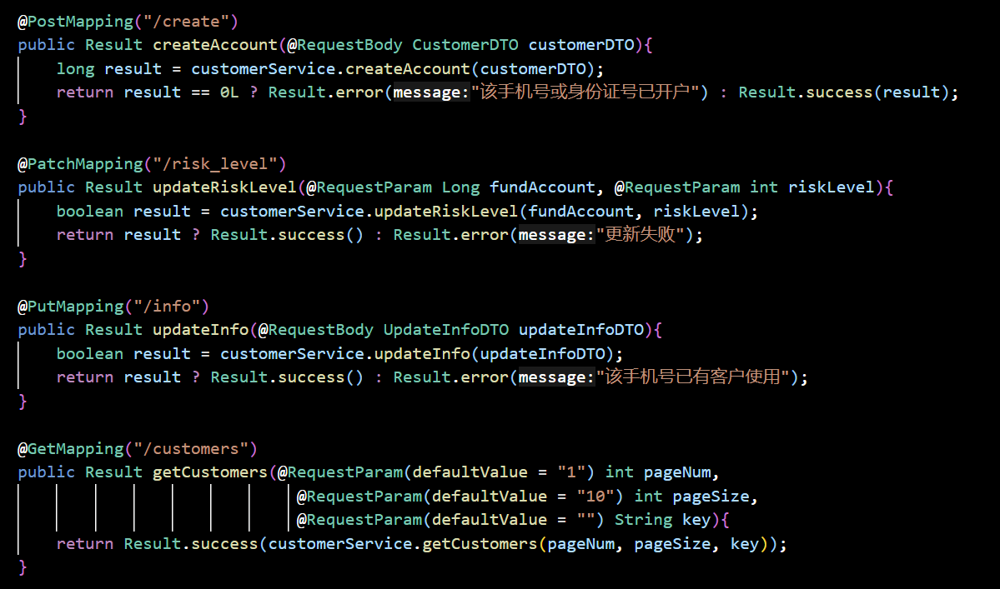 @PostMapping("/create")
public Result createAccount(@RequestBody CustomerDTO customerDTO){
    long result = customerService.createAccount(customerDTO);
    return result == 0L ? Result.error(message:"该手机号或身份证号已开户") : Result.success(result);
}

@PatchMapping("/risk_level")
public Result updateRiskLevel(@RequestParam Long fundAccount, @RequestParam int riskLevel){
    boolean result = customerService.updateRiskLevel(fundAccount, riskLevel);
    return result ? Result.success() : Result.error(message:"更新失败");
}

@PutMapping("/info")
public Result updateInfo(@RequestBody UpdateInfoDTO updateInfoDTO){
    boolean result = customerService.updateInfo(updateInfoDTO);
    return result ? Result.success() : Result.error(message:"该手机号已有客户使用");
}

@GetMapping("/customers")
public Result getCustomers(@RequestParam(defaultValue = "1") int pageNum,
                             @RequestParam(defaultValue = "10") int pageSize,
                             @RequestParam(defaultValue = "") String key){
    return Result.success(customerService.getCustomers(pageNum, pageSize, key));
}